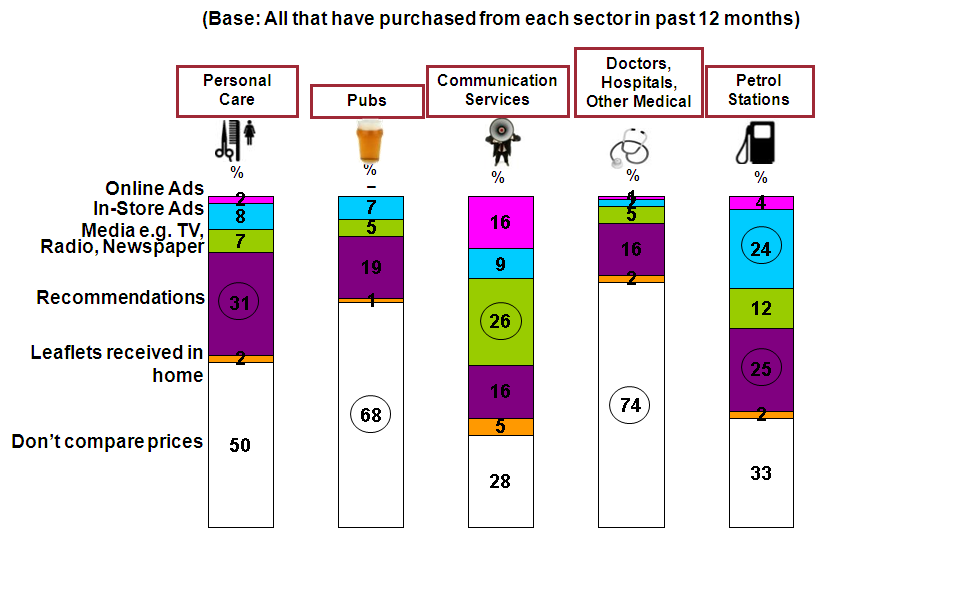 (Base: All that have purchased from each sector in past 12 months)
Personal
Care
Pubs
Communication
Services
Doctors,
Hospitals,
Other Medical
Petrol
Stations
% % % % %
Online Ads 2 – 16 1 4
In-Store Ads 8 7 9 2 24
Media e.g. TV,
Radio, Newspaper 7 5 26 5 12
Recommendations 31 19 16 16 25
Leaflets received in
home 2 1 5 2 2
Don't compare prices 50 68 28 74 33